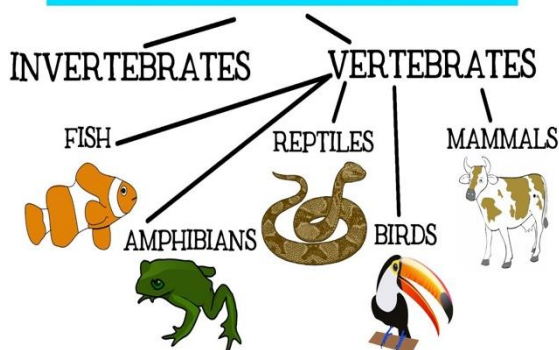 INVERTEBRATES VERTEBRATES
FISH REPTILES MAMMALS
AMPHIBIANS BIRDS